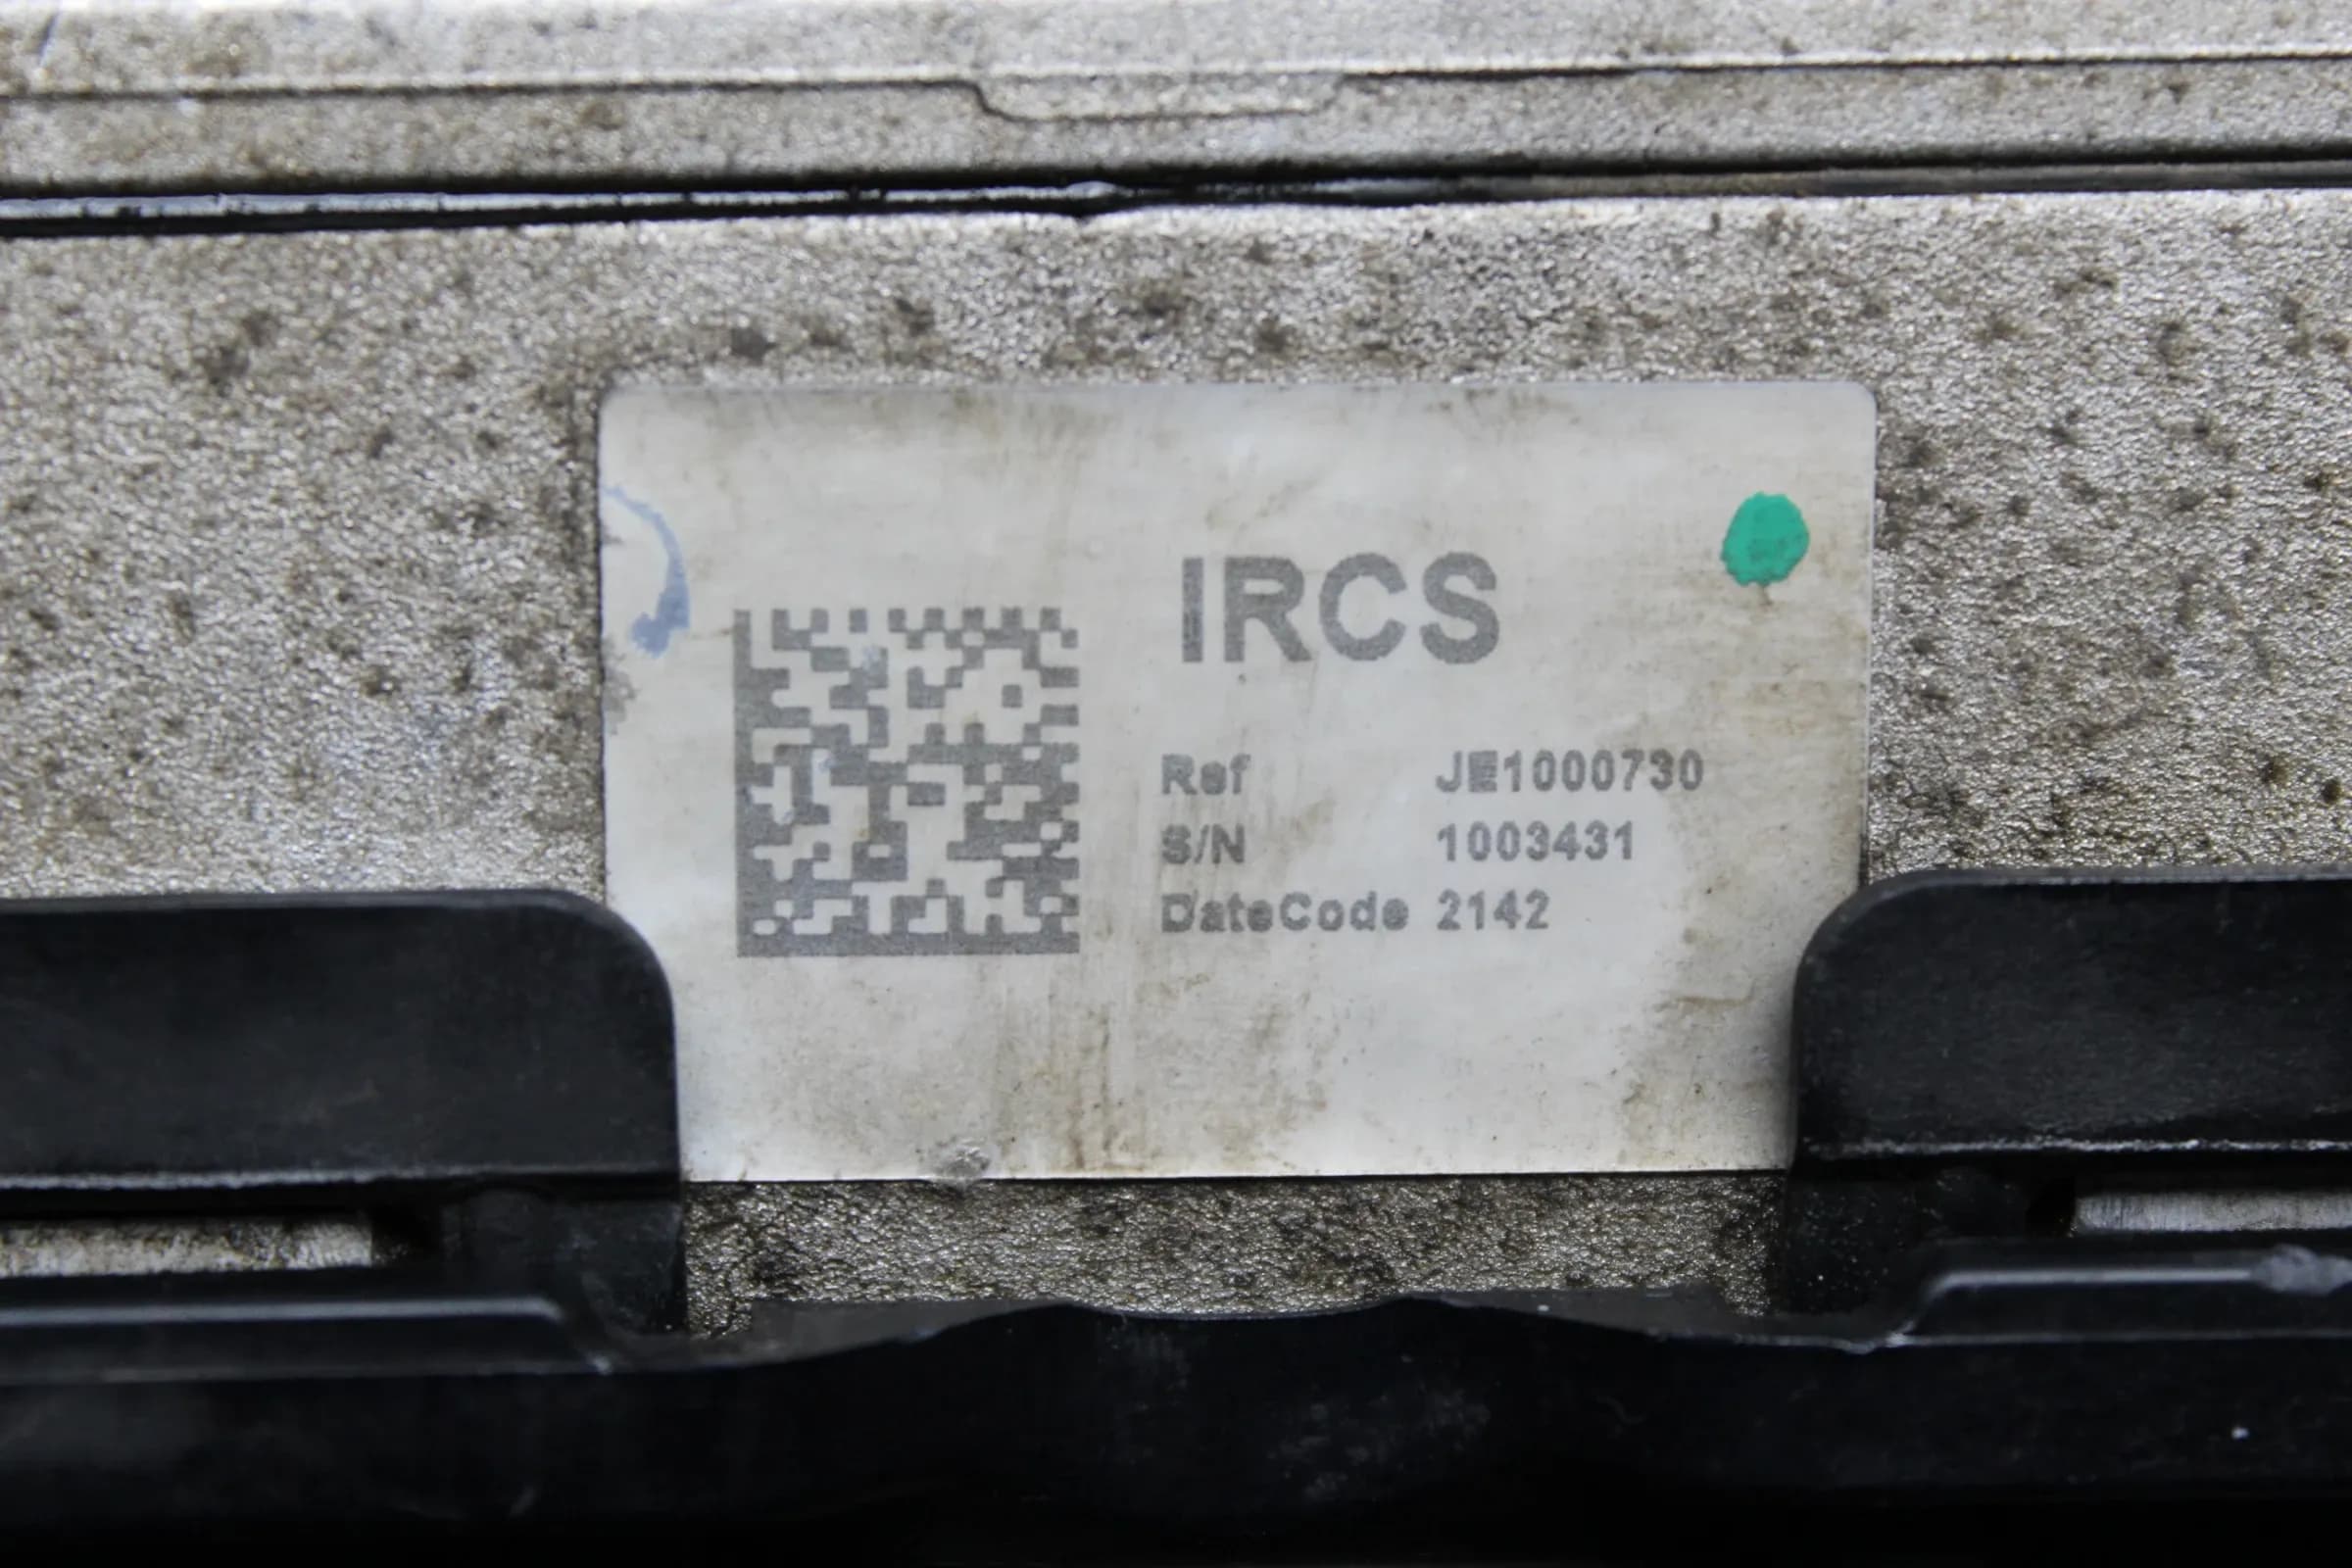 IRCS
Ref JE1000730
S/N 1003431
DateCode 2142